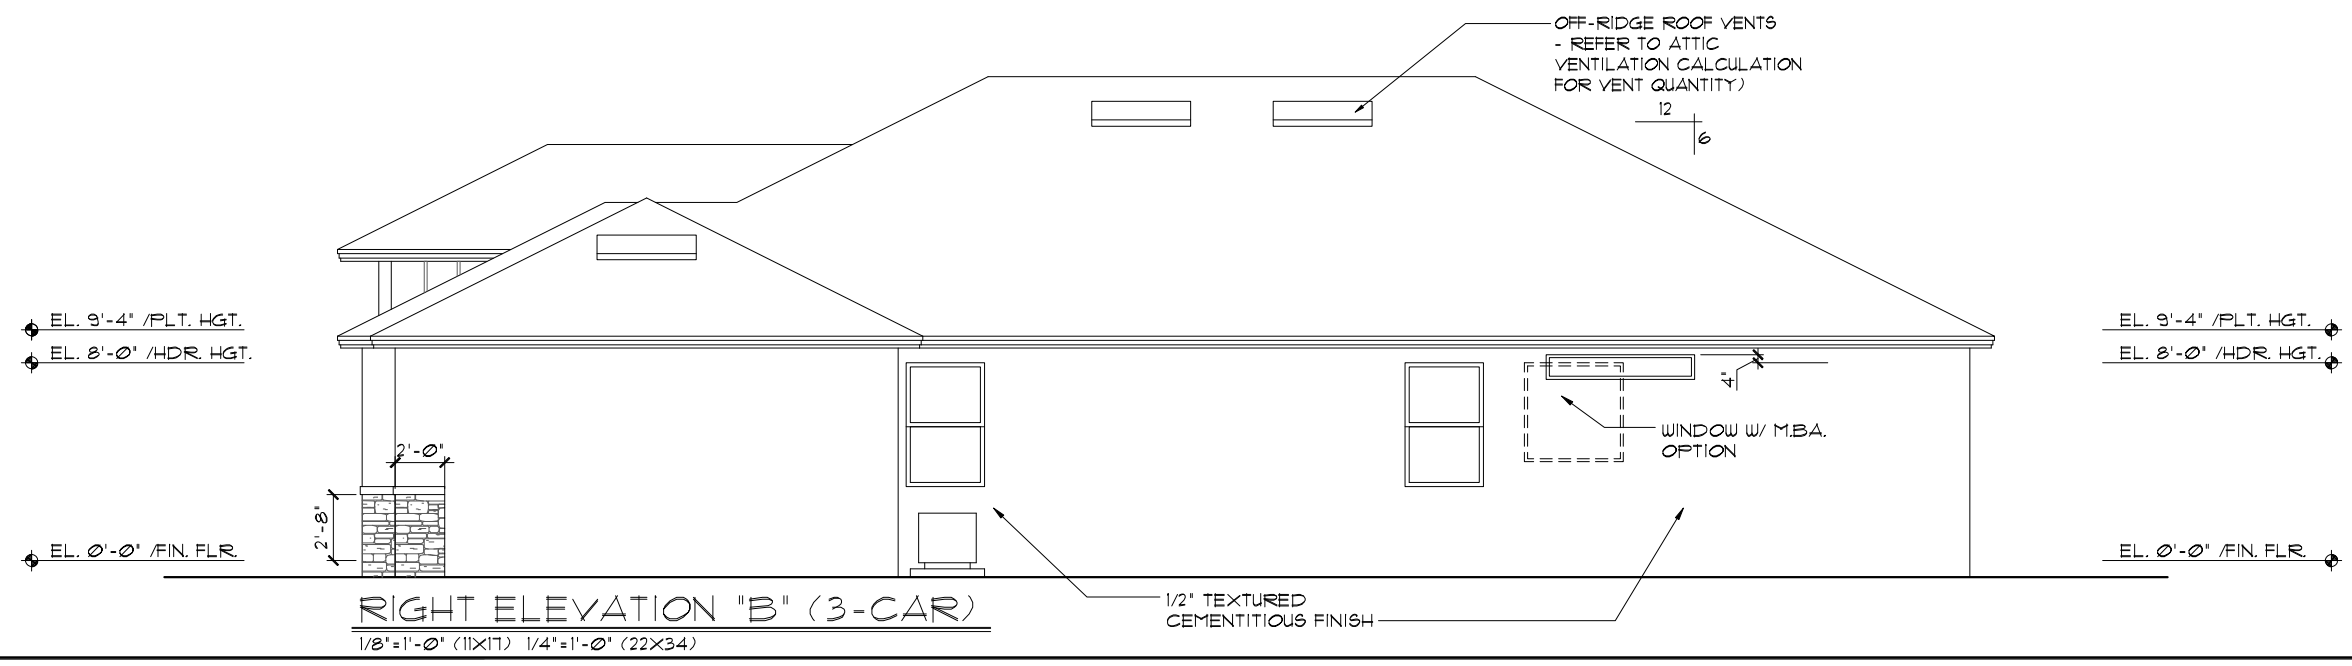 OFF-RIDGE ROOF VENTS
- REFER TO ATTIC
VENTILATION CALCULATION
FOR VENT QUANTITY)
12
6
EL. 9'-4" /PLT. HGT.
EL. 8'-0" /HDR. HGT.
EL. 9'-4" /PLT. HGT.
EL. 8'-0" /HDR. HGT.
4"
WINDOW W/ M.BA.
OPTION
2'-0"
2'-8"
EL. 0'-0" /FIN. FLR.
EL. 0'-0" /FIN. FLR.
1/2" TEXTURED
CEMENTITIOUS FINISH
RIGHT ELEVATION "B" (3-CAR)
1/8"=1'-0" (11X17) 1/4"=1'-0" (22X34)